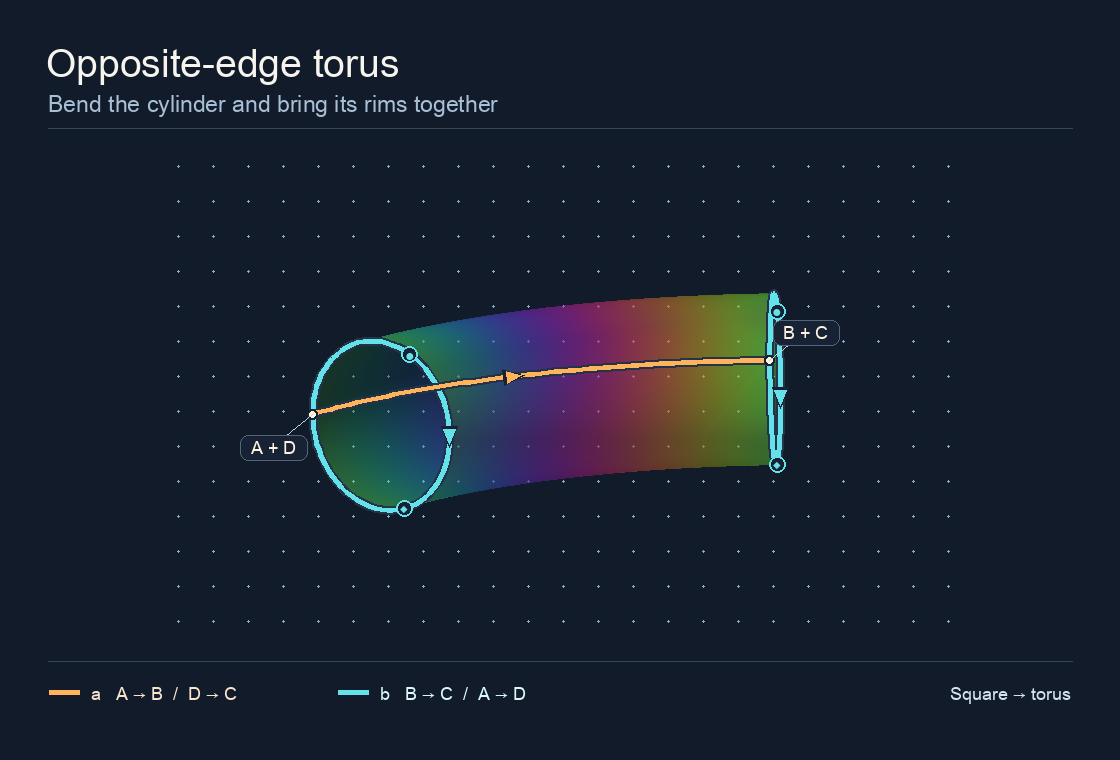 Opposite-edge torus
Bend the cylinder and bring its rims together
B + C
A + D
a A → B / D → C
b B → C / A → D
Square → torus